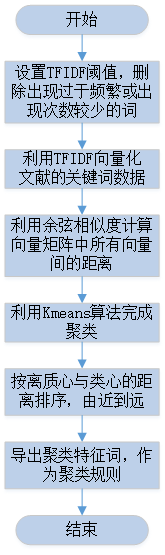 开始
设置TFIDF阈值，删
除出现过于频繁或出
现次数较少的词
利用TFIDF向量化
文献的关键词数据
利用余弦相似度计算
向量矩阵中所有向量
间的距离
利用Kmeans算法完成
聚类
按离质心与类心的距
离排序，由近到远
导出聚类特征词，作
为聚类规则
结束